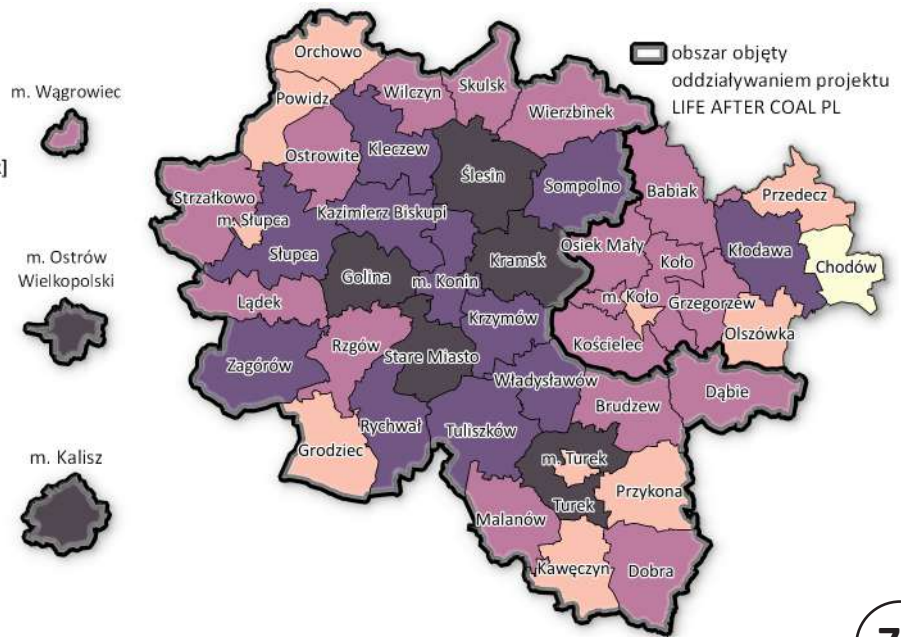 m. Wągrowiec
m. Ostrów
Wielkopolski
m. Kalisz
obszar objęty
oddziaływaniem projektu
LIFE AFTER COAL PL
Orchowo
Powidz
Wilczyn
Skulsk
Wierzbinek
Ostrowite
Kleczew
Ślesin
Sompolno
Strzałkowo
m. Słupca
Kazimierz Biskupi
Babiak
Przedecz
Słupca
Golina
m. Konin
Kramsk
Osiek Mały
Koło
Kłodawa
Chodów
Lądek
Krzymów
m. Koło
Grzegorzew
Olszówka
Zagórów
Rzgów
Stare Miasto
Kościelec
Władysławów
Brudzew
Dąbie
Grodziec
Rychwał
Tuliszków
m. Turek
Przykona
Malanów
Turek
Kawęczyn
Dobra